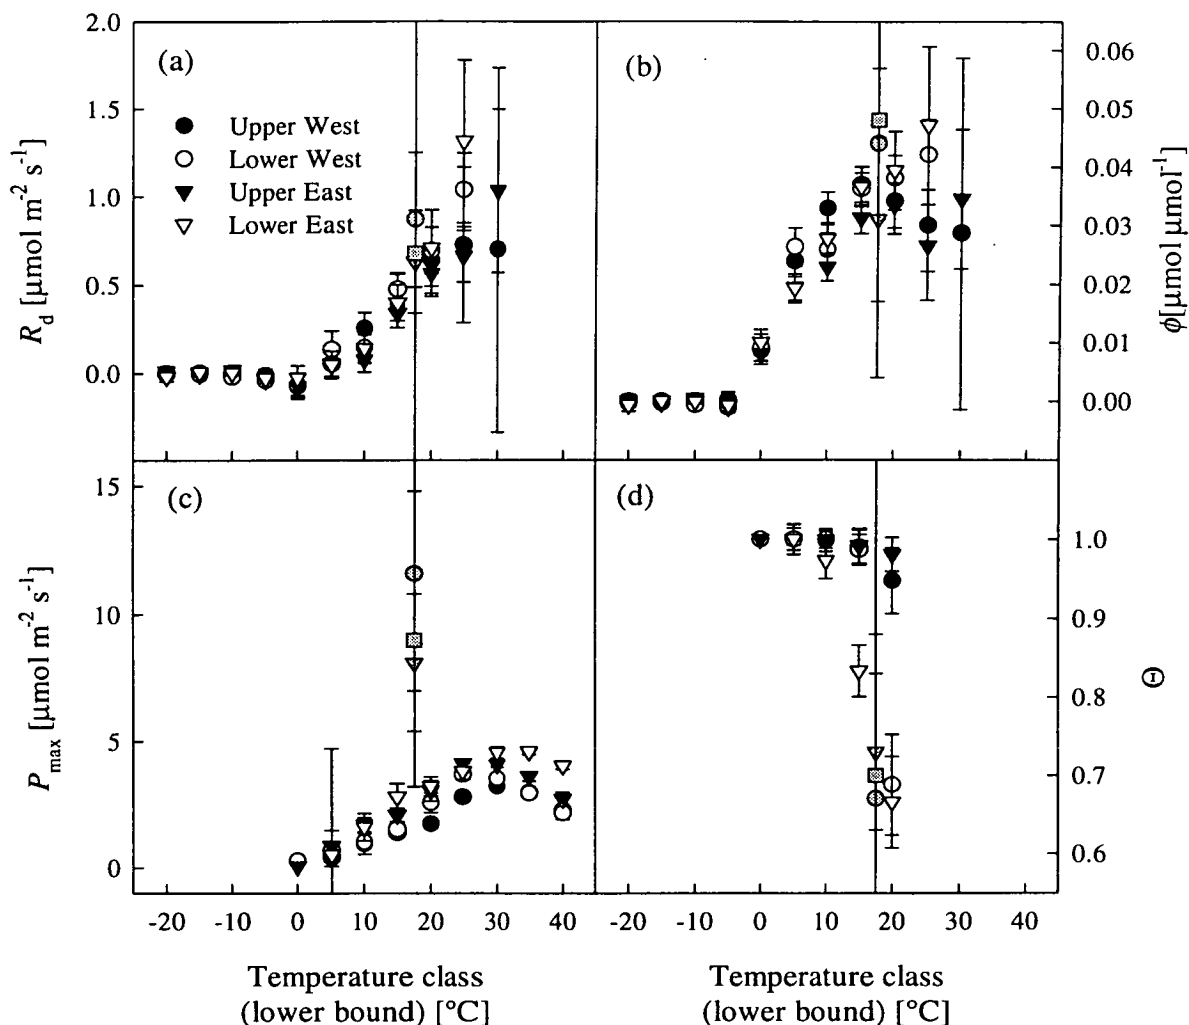 2.0
1.5
1.0
0.5
0.0
R_d [µmol m⁻² s⁻¹]
(a)
Upper West
Lower West
Upper East
Lower East
(b)
0.06
0.05
0.04
0.03
0.02
0.01
0.00
ϕ[µmol µmol⁻¹]
15
10
5
0
P_max [µmol m⁻² s⁻¹]
(c)
(d)
1.0
0.9
0.8
0.7
0.6
Θ
-20 -10 0 10 20 30 40
-20 -10 0 10 20 30 40
Temperature class
(lower bound) [°C]
Temperature class
(lower bound) [°C]